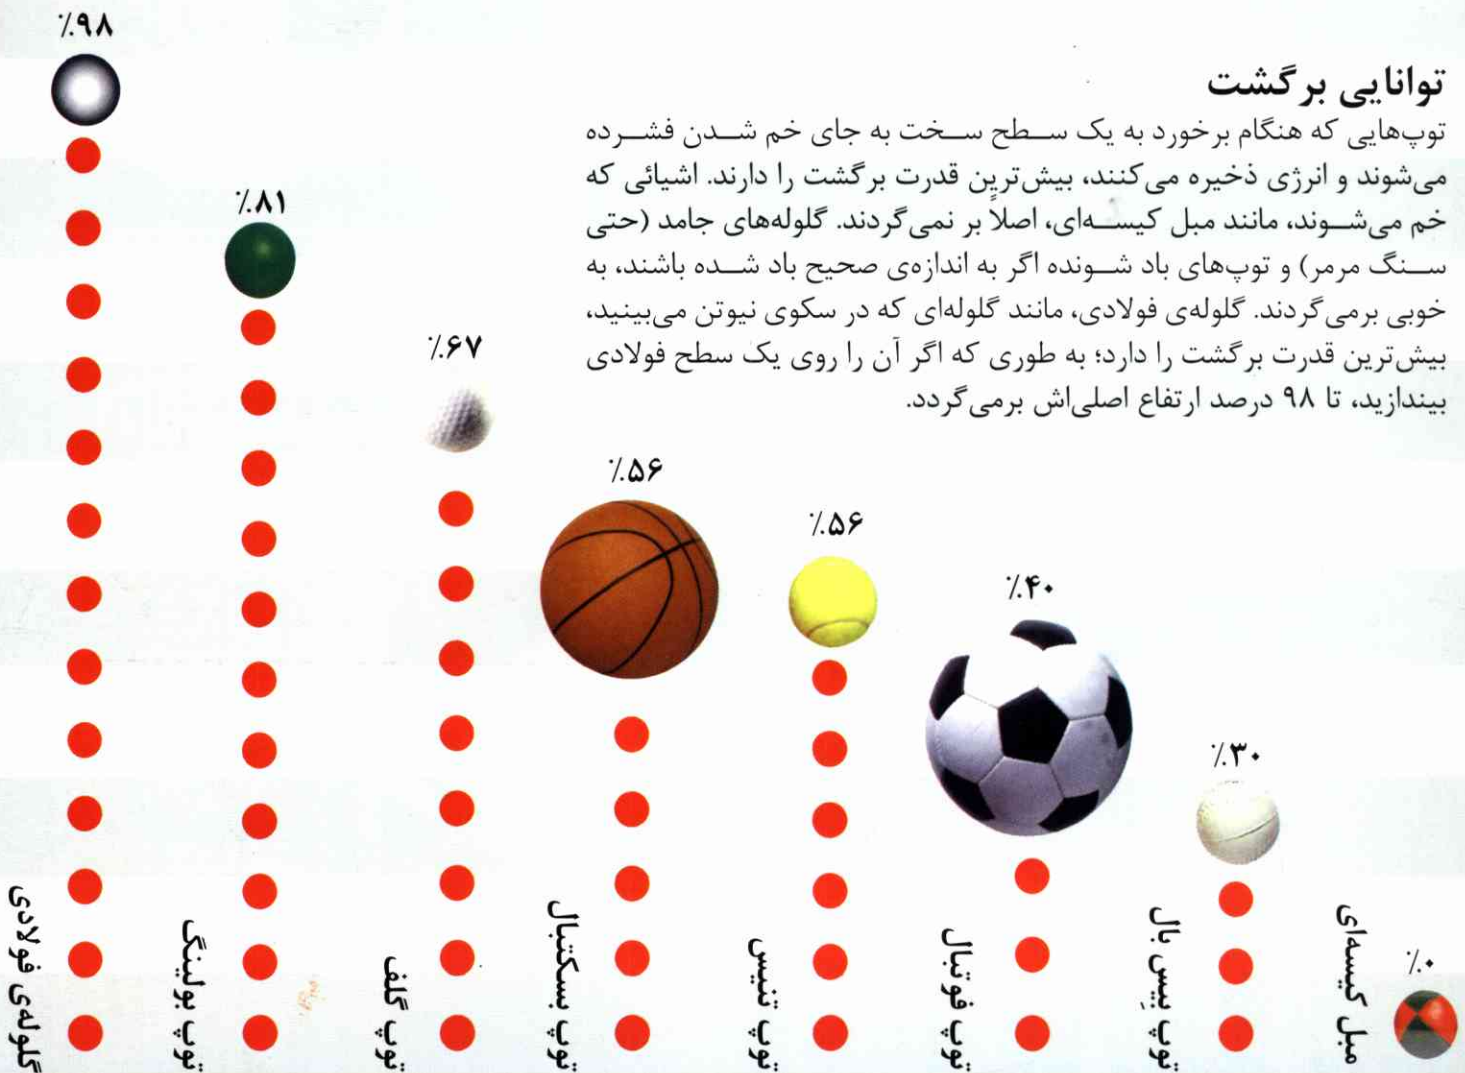 توانایی برگشت
توپ‌هایی که هنگام برخورد به یک سطح سخت به جای خم شدن فشرده
می‌شوند و انرژی ذخیره می‌کنند، بیش‌ترین قدرت برگشت را دارند. اشیائی که
خم می‌شوند، مانند مبل کیسه‌ای، اصلاً بر نمی‌گردند. گلوله‌های جامد (حتی
سنگ مرمر) و توپ‌های باد شونده اگر به اندازه‌ی صحیح باد شده باشند، به
خوبی برمی‌گردند. گلوله‌ی فولادی، مانند گلوله‌ای که در سکوی نیوتن می‌بینید،
بیش‌ترین قدرت برگشت را دارد؛ به طوری که اگر آن را روی یک سطح فولادی
بیندازید، تا ۹۸ درصد ارتفاع اصلی‌اش برمی‌گردد.
٪۹۸
گلوله‌ی فولادی
٪۸۱
توپ بولینگ
٪۶۷
توپ گلف
٪۵۶
توپ بسکتبال
٪۵۶
توپ تنیس
٪۴۰
توپ فوتبال
٪۳۰
توپ بِیس بال
٪۰
مبل کیسه‌ای